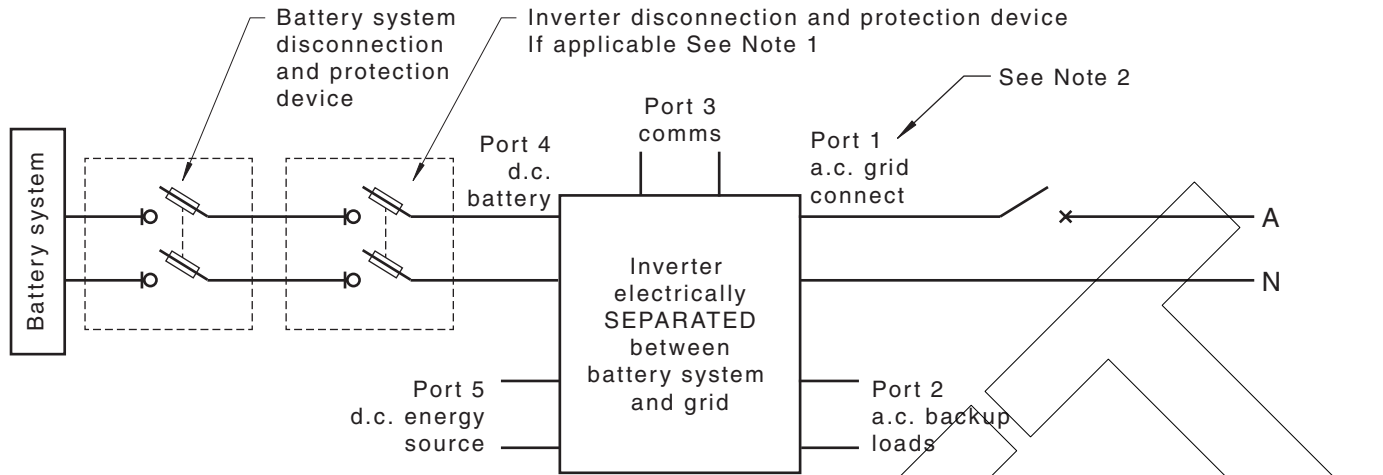 Battery system
disconnection
and protection
device
Inverter disconnection and protection device
If applicable See Note 1
See Note 2
Port 3
comms
Port 4
d.c.
battery
Port 1
a.c. grid
connect
Battery system
A
N
Inverter
electrically
SEPARATED
between
battery system
and grid
Port 5
d.c. energy
source
Port 2
a.c. backup
loads